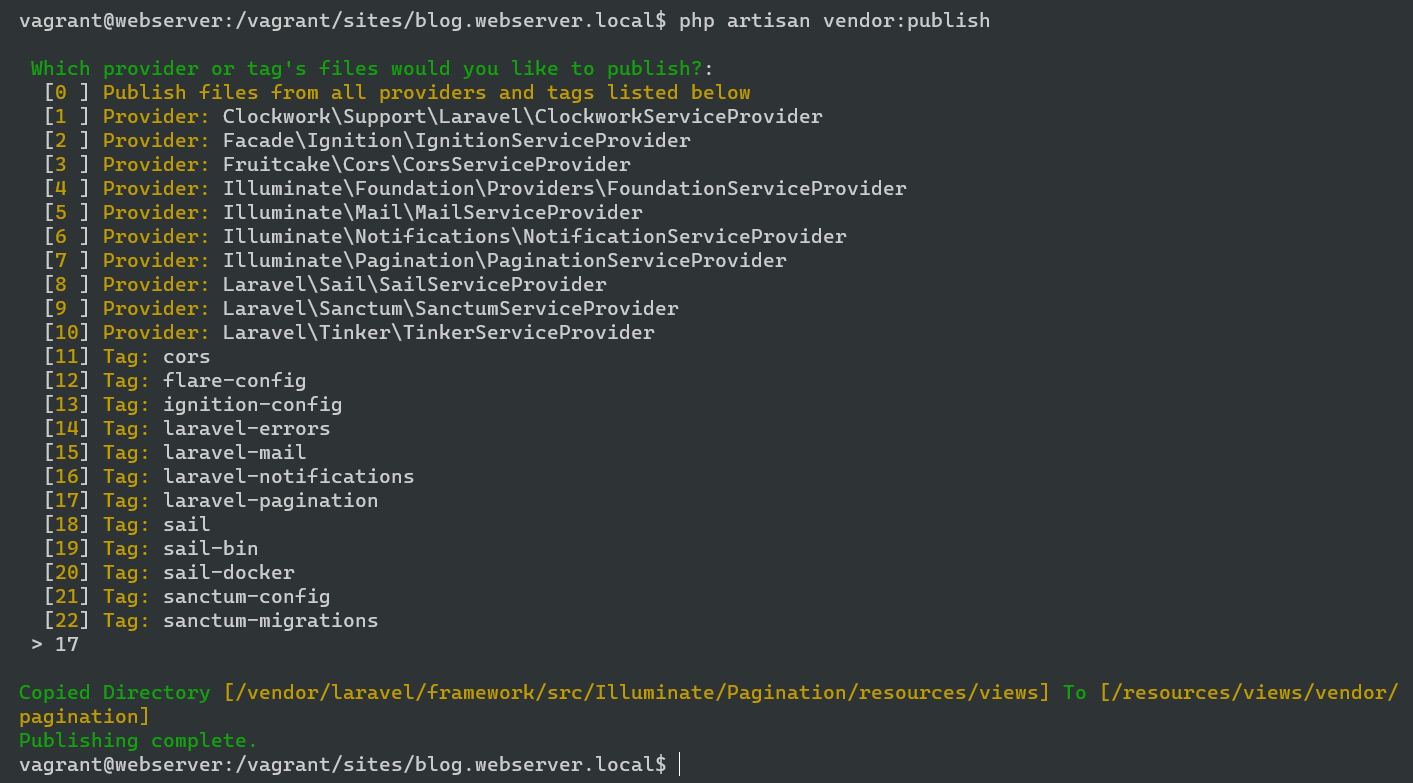 vagrant@webserver:/vagrant/sites/blog.webserver.local$ php artisan vendor:publish
Which provider or tag's files would you like to publish?:
[0 ] Publish files from all providers and tags listed below
[1 ] Provider: Clockwork\Support\Laravel\ClockworkServiceProvider
[2 ] Provider: Facade\Ignition\IgnitionServiceProvider
[3 ] Provider: Fruitcake\Cors\CorsServiceProvider
[4 ] Provider: Illuminate\Foundation\Providers\FoundationServiceProvider
[5 ] Provider: Illuminate\Mail\MailServiceProvider
[6 ] Provider: Illuminate\Notifications\NotificationServiceProvider
[7 ] Provider: Illuminate\Pagination\PaginationServiceProvider
[8 ] Provider: Laravel\Sail\SailServiceProvider
[9 ] Provider: Laravel\Sanctum\SanctumServiceProvider
[10] Provider: Laravel\Tinker\TinkerServiceProvider
[11] Tag: cors
[12] Tag: flare-config
[13] Tag: ignition-config
[14] Tag: laravel-errors
[15] Tag: laravel-mail
[16] Tag: laravel-notifications
[17] Tag: laravel-pagination
[18] Tag: sail
[19] Tag: sail-bin
[20] Tag: sail-docker
[21] Tag: sanctum-config
[22] Tag: sanctum-migrations
> 17
Copied Directory [/vendor/laravel/framework/src/Illuminate/Pagination/resources/views] To [/resources/views/vendor/
pagination]
Publishing complete.
vagrant@webserver:/vagrant/sites/blog.webserver.local$